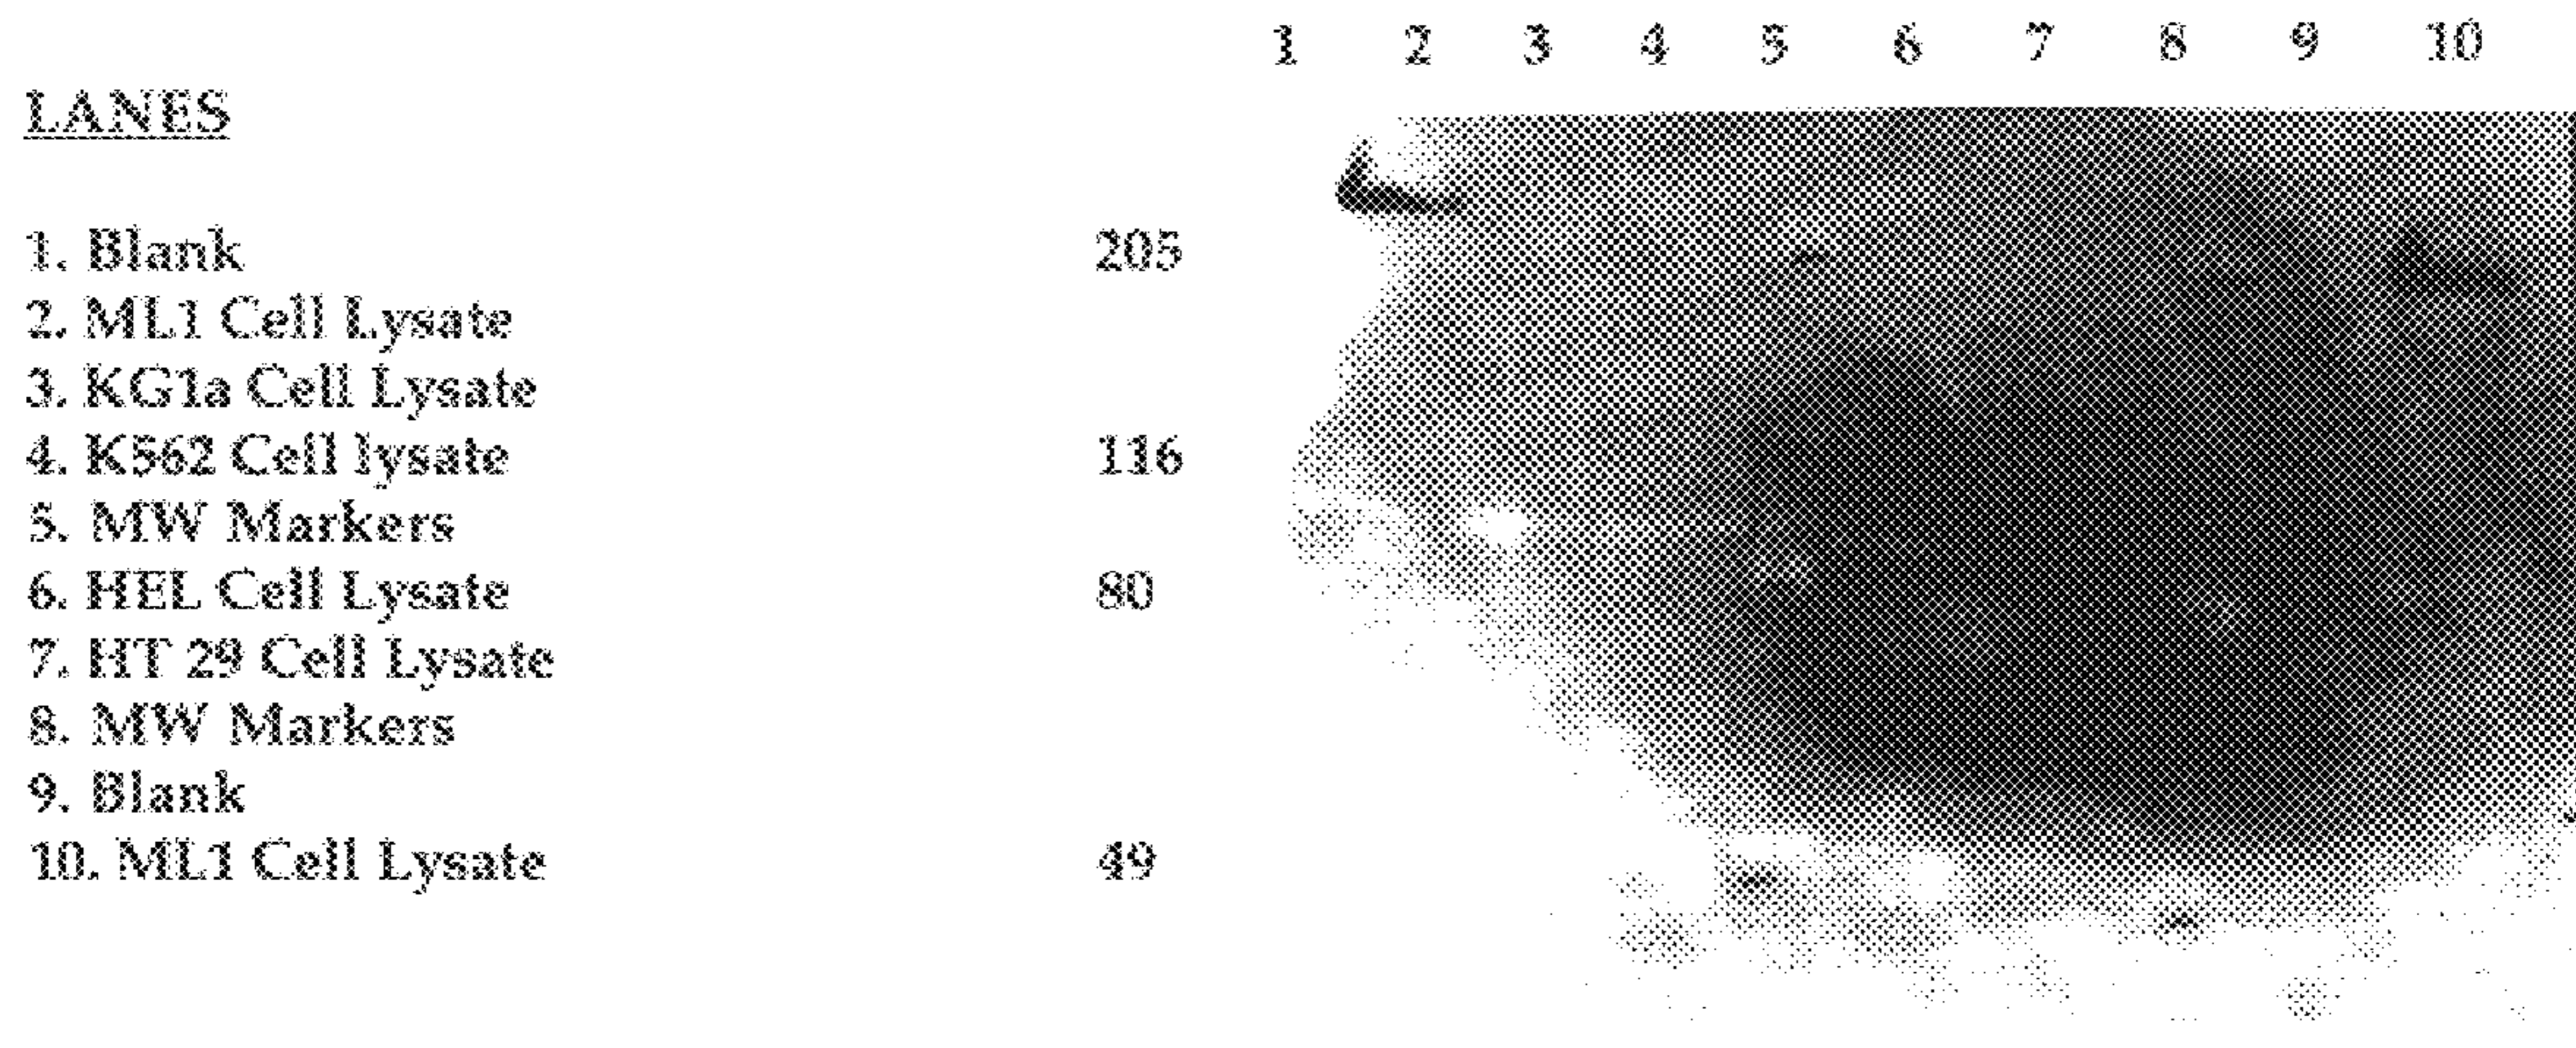 1 2 3 4 5 6 7 8 9 10
LANES
1. Blank
2. ML1 Cell Lysate
3. KG1a Cell Lysate
4. K562 Cell lysate
5. MW Markers
6. HEL Cell Lysate
7. HT 29 Cell Lysate
8. MW Markers
9. Blank
10. ML1 Cell Lysate
205
116
80
49